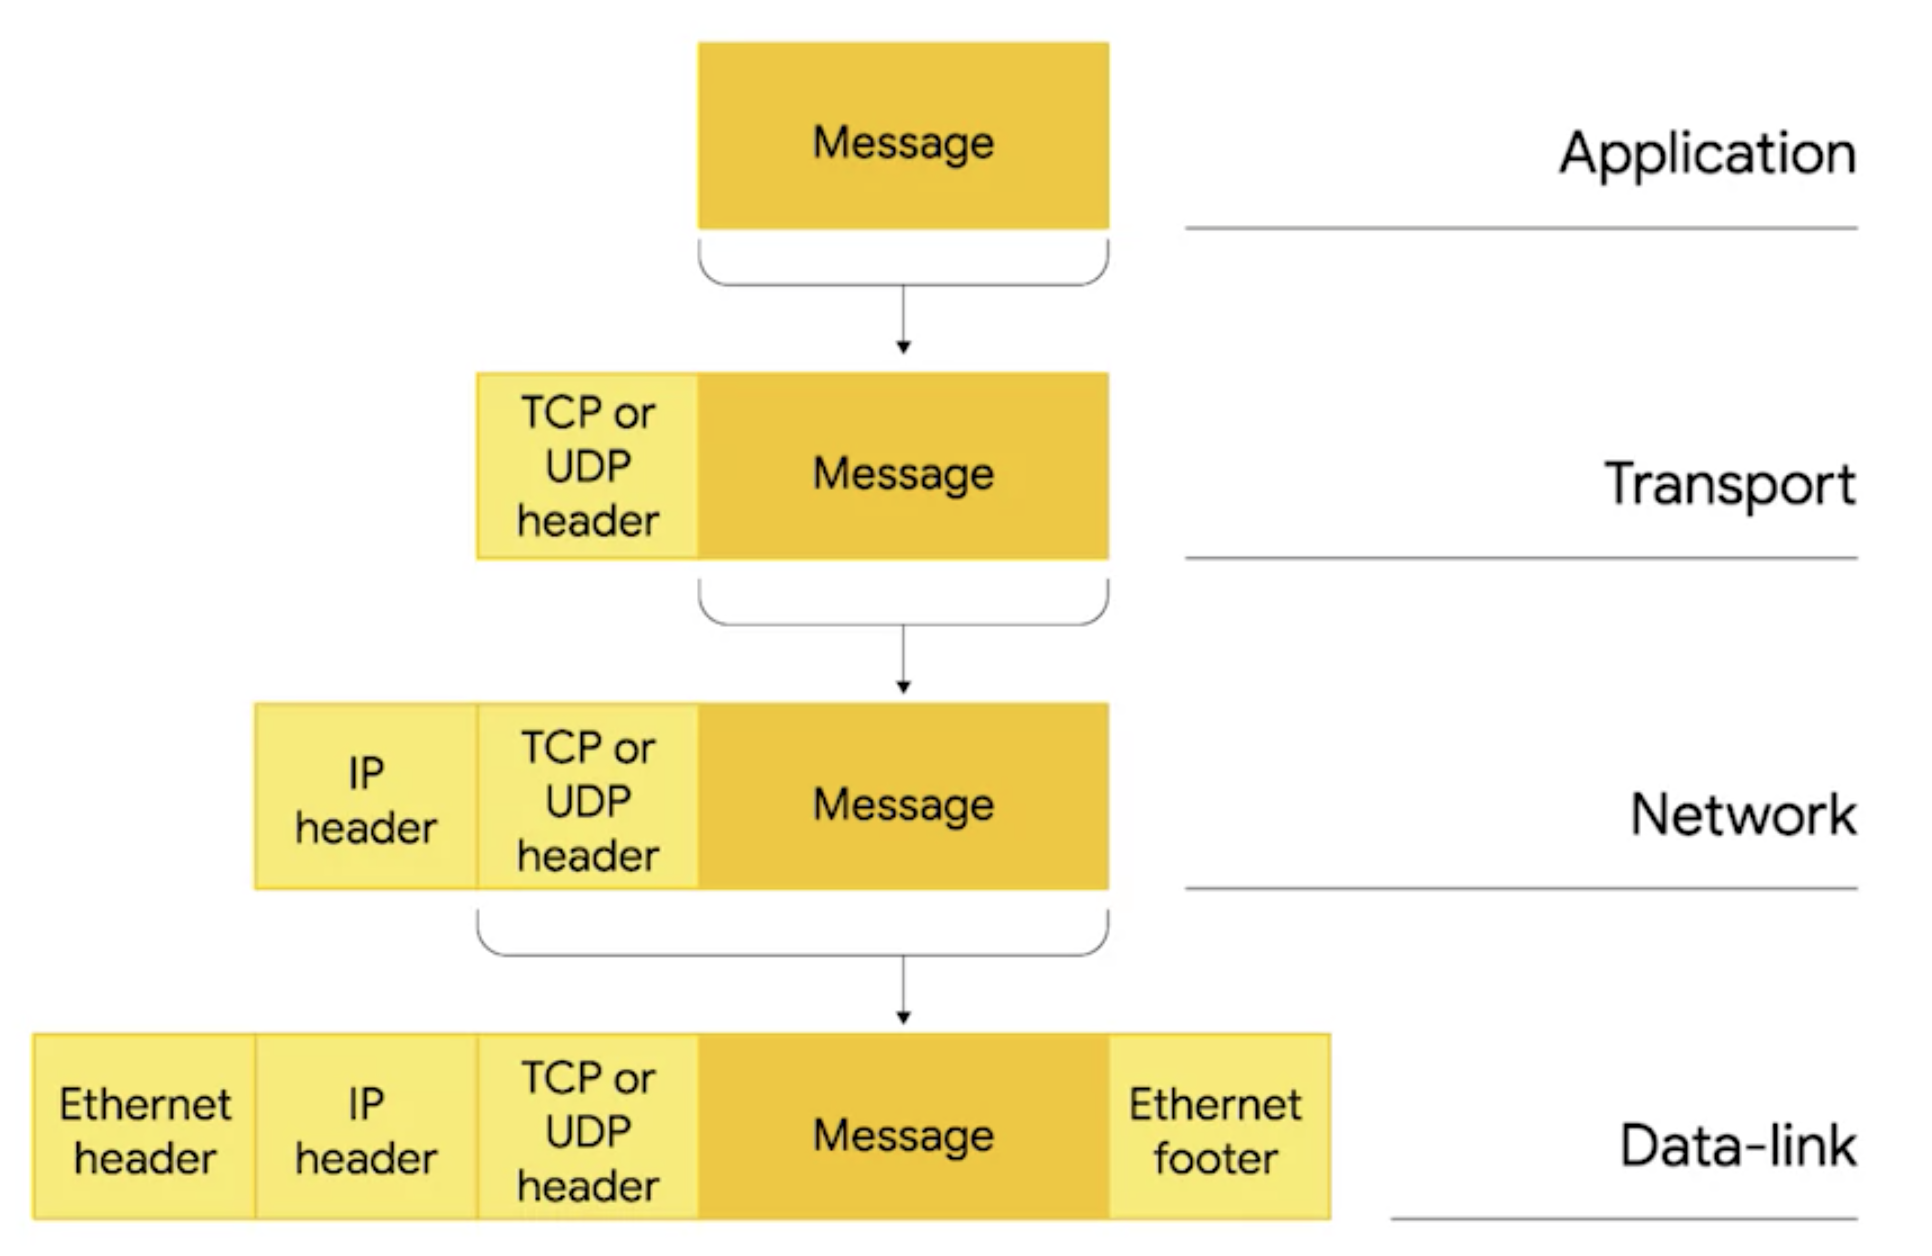 Message
Application
TCP or
UDP
header
Message
Transport
IP
header
TCP or
UDP
header
Message
Network
Ethernet
header
IP
header
TCP or
UDP
header
Message
Ethernet
footer
Data-link